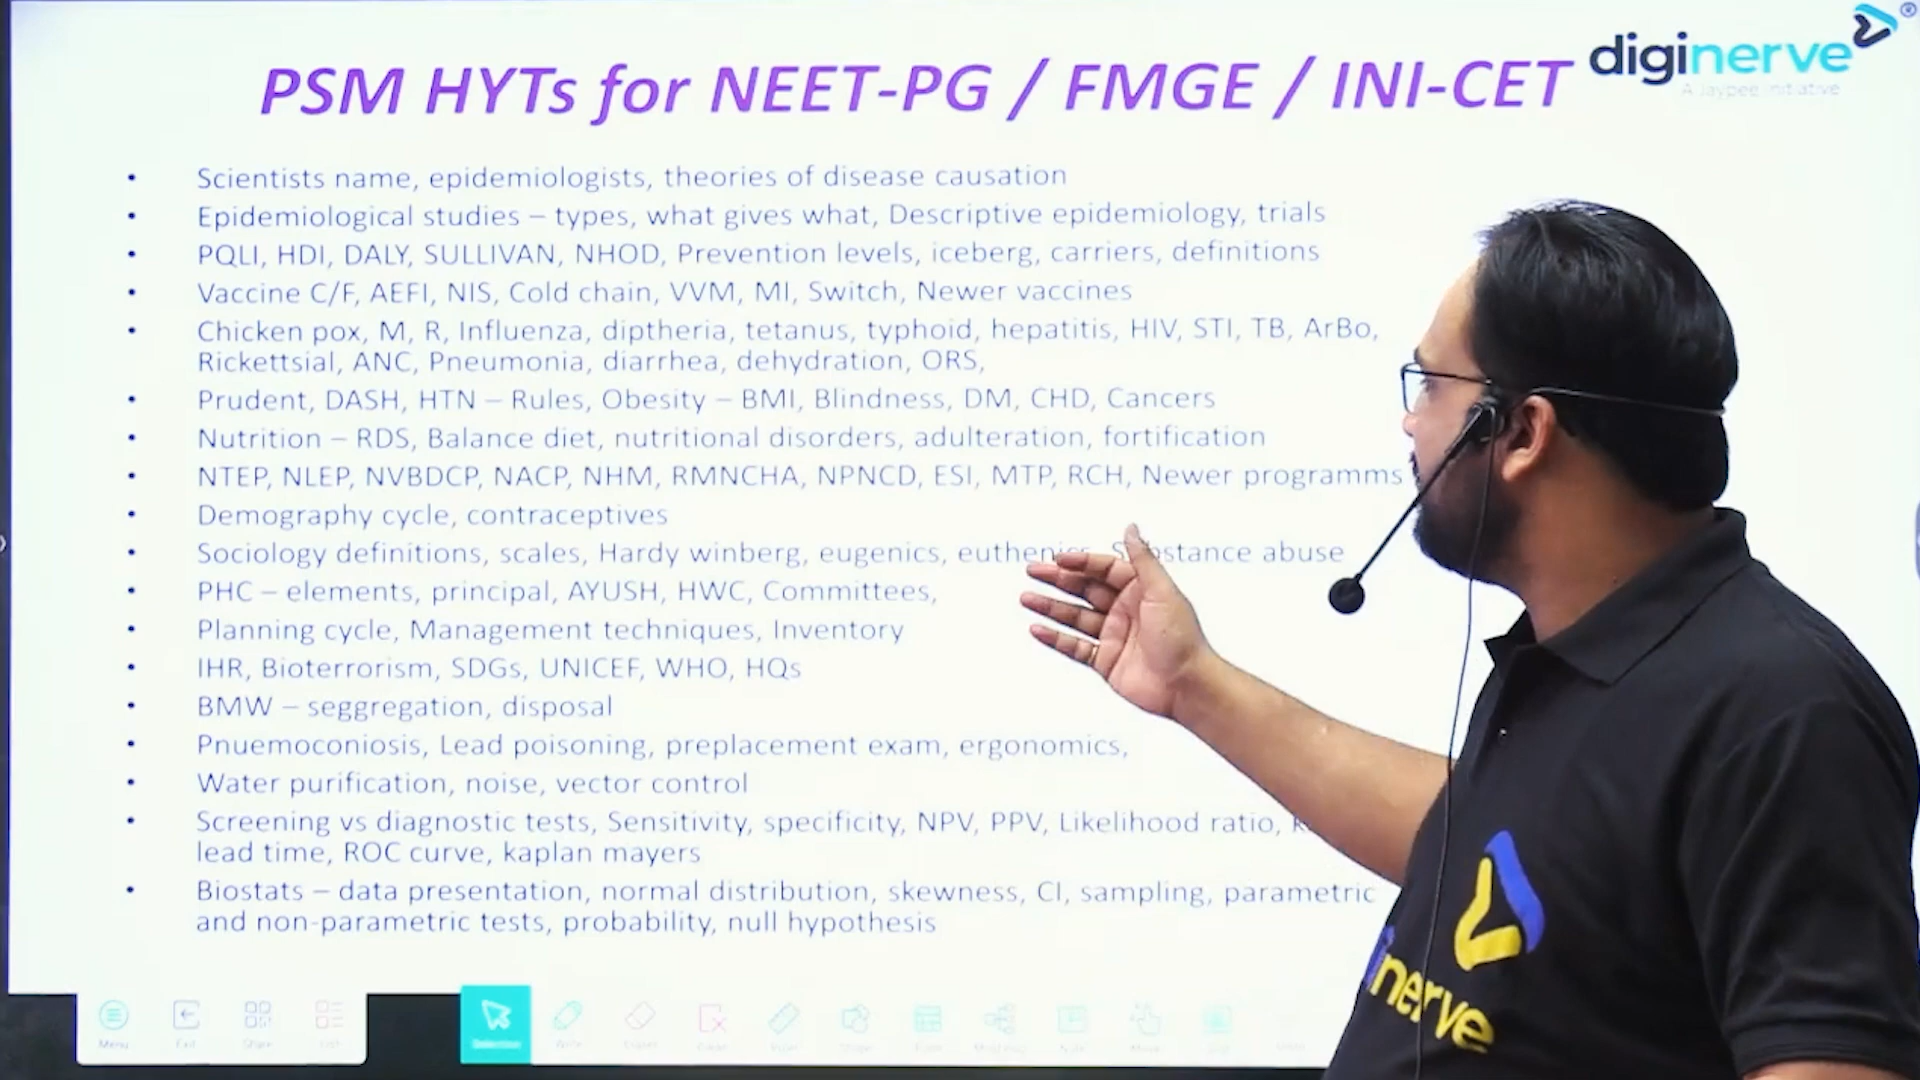 PSM HYTs for NEET-PG / FMGE / INI-CET
diginerve
A Jaypee Initiative
• Scientists name, epidemiologists, theories of disease causation
• Epidemiological studies – types, what gives what, Descriptive epidemiology, trials
• PQLI, HDI, DALY, SULLIVAN, NHOD, Prevention levels, iceberg, carriers, definitions
• Vaccine C/F, AEFI, NIS, Cold chain, VVM, MI, Switch, Newer vaccines
• Chicken pox, M, R, Influenza, diptheria, tetanus, typhoid, hepatitis, HIV, STI, TB, ArBo,
Rickettsial, ANC, Pneumonia, diarrhea, dehydration, ORS,
• Prudent, DASH, HTN – Rules, Obesity – BMI, Blindness, DM, CHD, Cancers
• Nutrition – RDS, Balance diet, nutritional disorders, adulteration, fortification
• NTEP, NLEP, NVBDCP, NACP, NHM, RMNCHA, NPNCD, ESI, MTP, RCH, Newer programms
• Demography cycle, contraceptives
• Sociology definitions, scales, Hardy winberg, eugenics, euthenics, Substance abuse
• PHC – elements, principal, AYUSH, HWC, Committees,
• Planning cycle, Management techniques, Inventory
• IHR, Bioterrorism, SDGs, UNICEF, WHO, HQs
• BMW – seggregation, disposal
• Pnuemoconiosis, Lead poisoning, preplacement exam, ergonomics,
• Water purification, noise, vector control
• Screening vs diagnostic tests, Sensitivity, specificity, NPV, PPV, Likelihood ratio,
lead time, ROC curve, kaplan mayers
• Biostats – data presentation, normal distribution, skewness, CI, sampling, parametric
and non-parametric tests, probability, null hypothesis
Menu Exit Share Selection
nerve